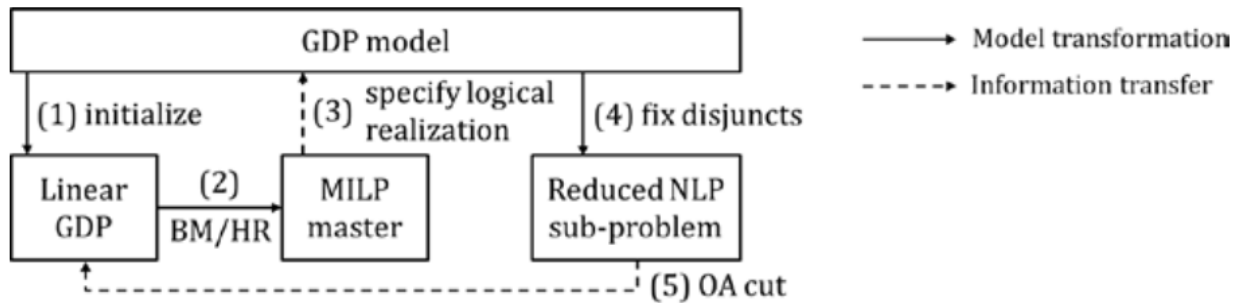 GDP model
Model transformation
Information transfer
(1) initialize
(3) specify logical
realization
(4) fix disjuncts
Linear
GDP
(2)
BM/HR
MILP
master
Reduced NLP
sub-problem
(5) OA cut